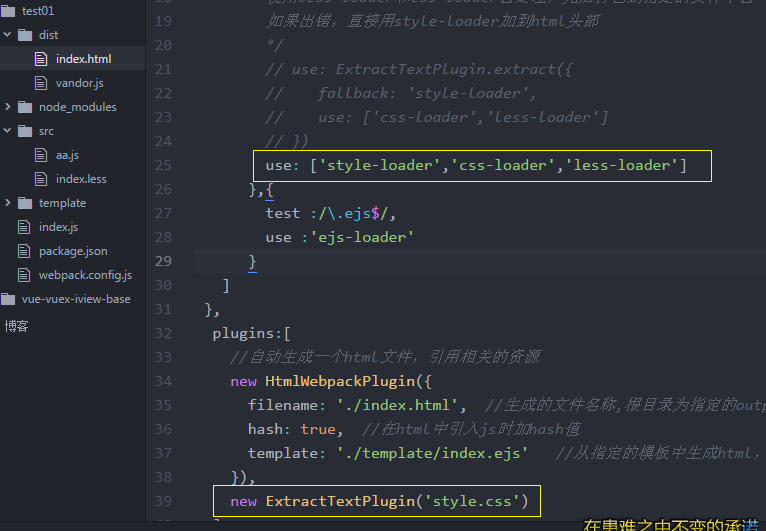 test01
dist
index.html
vandor.js
node_modules
src
aa.js
index.less
template
index.js
package.json
webpack.config.js
vue-vuex-iview-base
博客
18
19 如果出错，直接用style-loader加到html头部
20 */
21 // use: ExtractTextPlugin.extract({
22 // fallback: 'style-loader',
23 // use: ['css-loader','less-loader']
24 // })
25 use: ['style-loader','css-loader','less-loader']
26 },{
27 test :/\.ejs$/,
28 use :'ejs-loader'
29 }
30 ]
31 },
32 plugins:[
33 //自动生成一个html文件，引用相关的资源
34 new HtmlWebpackPlugin({
35 filename: './index.html', //生成的文件名称,根目录为指定的outp
36 hash: true, //在html中引入js时加hash值
37 template: './template/index.ejs' //从指定的模板中生成html，
38 }),
39 new ExtractTextPlugin('style.css')
在患难之中不变的承诺